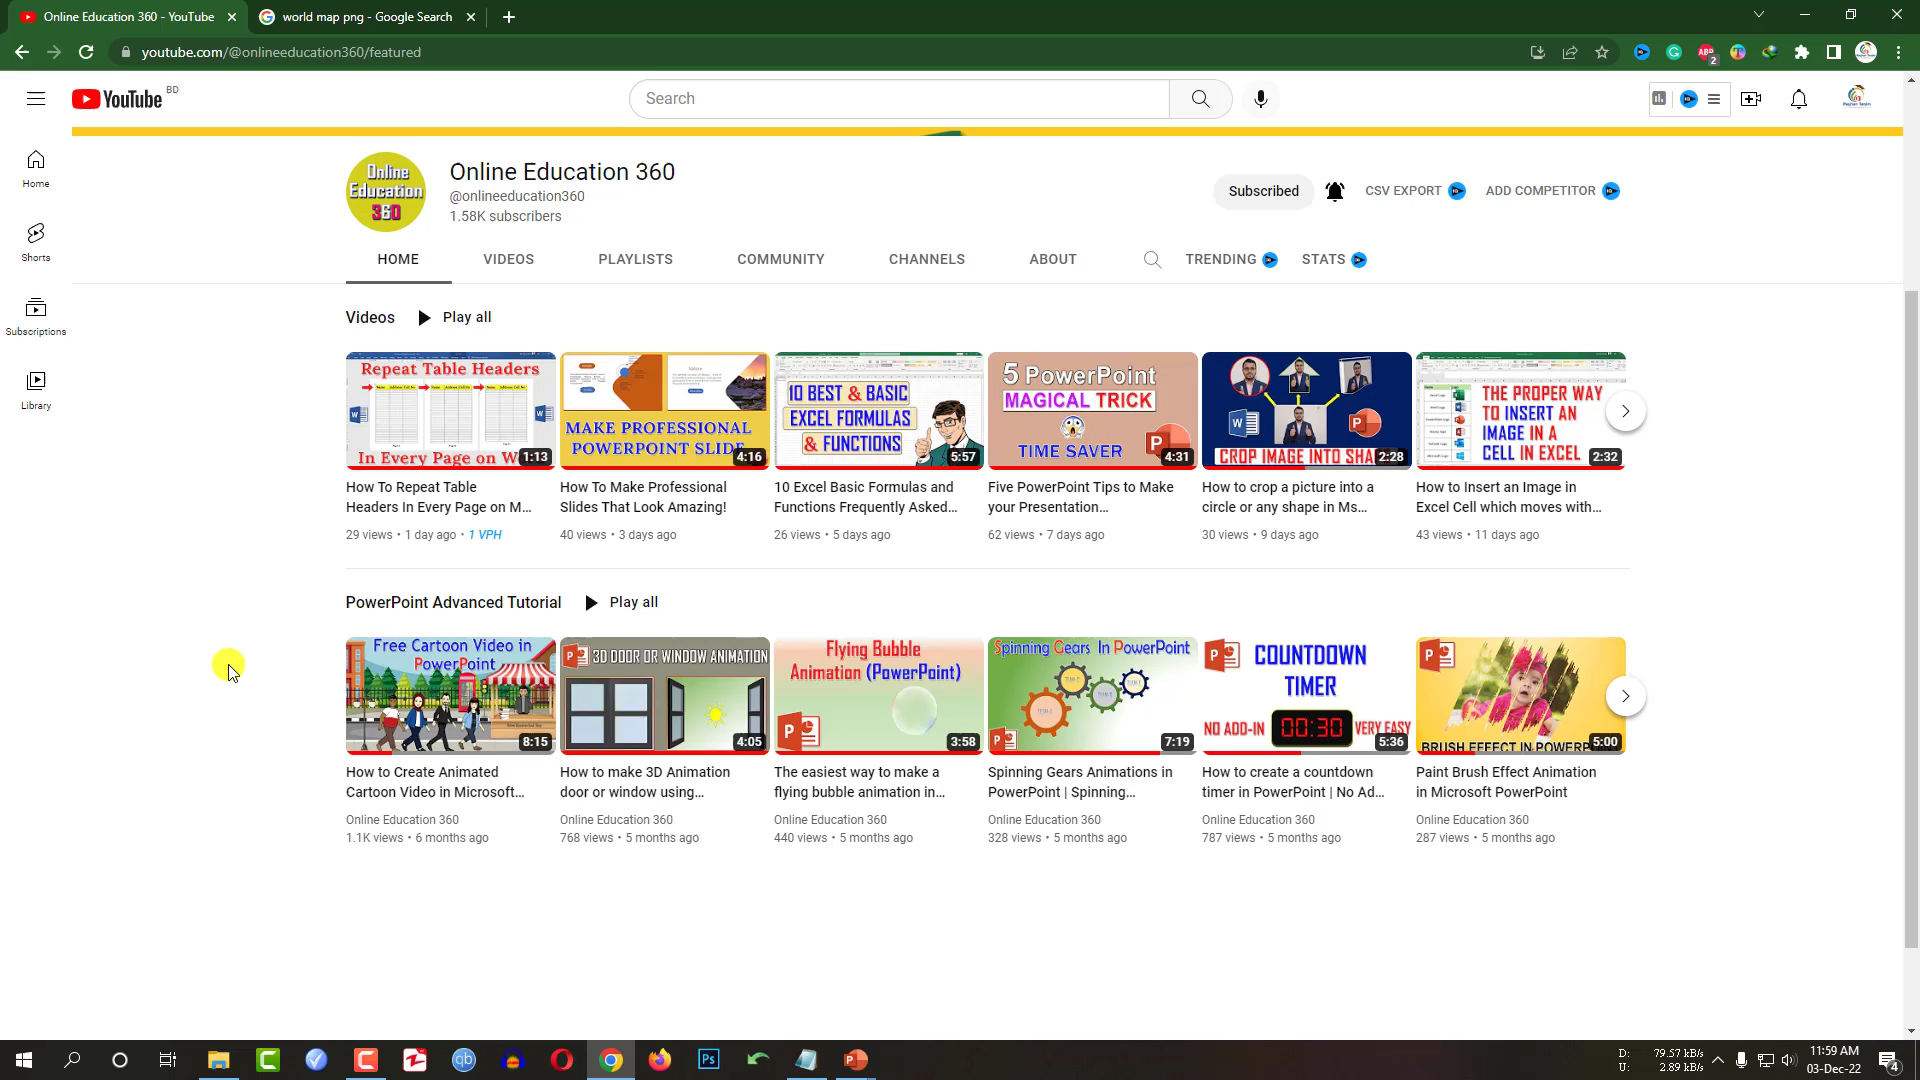 Online Education 360 - YouTube
world map png - Google Search
youtube.com/@onlineeducation360/featured
ABP
2
YouTube BD
Search
Home
Shorts
Subscriptions
Library
Online
Education
360
Online Education 360
@onlineeducation360
1.58K subscribers
Subscribed
CSV EXPORT
ADD COMPETITOR
HOME
VIDEOS
PLAYLISTS
COMMUNITY
CHANNELS
ABOUT
TRENDING
STATS
Videos
Play all
Repeat Table Headers
In Every Page on W
1:13
MAKE PROFESSIONAL
POWERPOINT SLIDE
4:16
10 BEST & BASIC
EXCEL FORMULAS
& FUNCTIONS
5:57
5 PowerPoint
MAGICAL TRICK
TIME SAVER
4:31
CROP IMAGE INTO SHA
2:28
THE PROPER WAY
TO INSERT AN
IMAGE IN A
CELL IN EXCEL
2:32
How To Repeat Table
Headers In Every Page on M...
29 views • 1 day ago • 1 VPH
How To Make Professional
Slides That Look Amazing!
40 views • 3 days ago
10 Excel Basic Formulas and
Functions Frequently Asked...
26 views • 5 days ago
Five PowerPoint Tips to Make
your Presentation...
62 views • 7 days ago
How to crop a picture into a
circle or any shape in Ms...
30 views • 9 days ago
How to Insert an Image in
Excel Cell which moves with...
43 views • 11 days ago
PowerPoint Advanced Tutorial
Play all
Free Cartoon Video in
PowerPoint
8:15
3D DOOR OR WINDOW ANIMATION
4:05
Flying Bubble
Animation (PowerPoint)
3:58
Spinning Gears In PowerPoint
7:19
COUNTDOWN
TIMER
NO ADD-IN
00:30
VERY EASY
5:36
BRUSH EFFECT IN POWERPO
5:00
How to Create Animated
Cartoon Video in Microsoft...
Online Education 360
1.1K views • 6 months ago
How to make 3D Animation
door or window using...
Online Education 360
768 views • 5 months ago
The easiest way to make a
flying bubble animation in...
Online Education 360
440 views • 5 months ago
Spinning Gears Animations in
PowerPoint | Spinning...
Online Education 360
328 views • 5 months ago
How to create a countdown
timer in PowerPoint | No Ad...
Online Education 360
787 views • 5 months ago
Paint Brush Effect Animation
in Microsoft PowerPoint
Online Education 360
287 views • 5 months ago
qb
Ps
D: 79.57 kB/s
U: 2.89 kB/s
11:59 AM
03-Dec-22
4